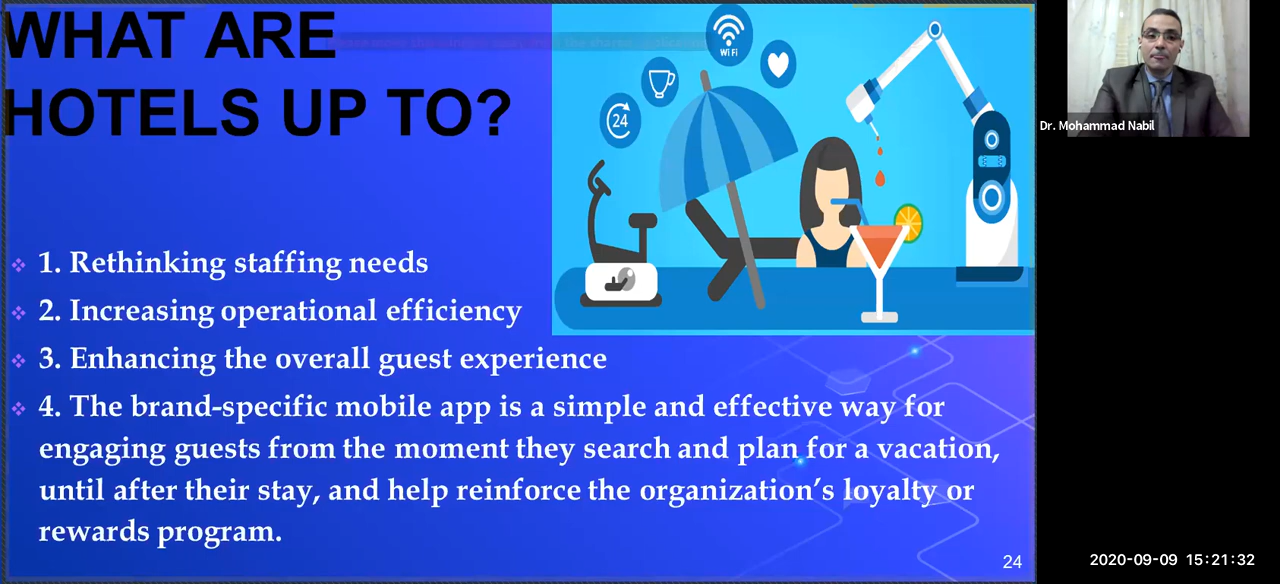 WHAT ARE
HOTELS UP TO?
WiFi
24
❖ 1. Rethinking staffing needs
❖ 2. Increasing operational efficiency
❖ 3. Enhancing the overall guest experience
❖ 4. The brand-specific mobile app is a simple and effective way for
engaging guests from the moment they search and plan for a vacation,
until after their stay, and help reinforce the organization’s loyalty or
rewards program.
24
Dr. Mohammad Nabil
2020-09-09 15:21:32